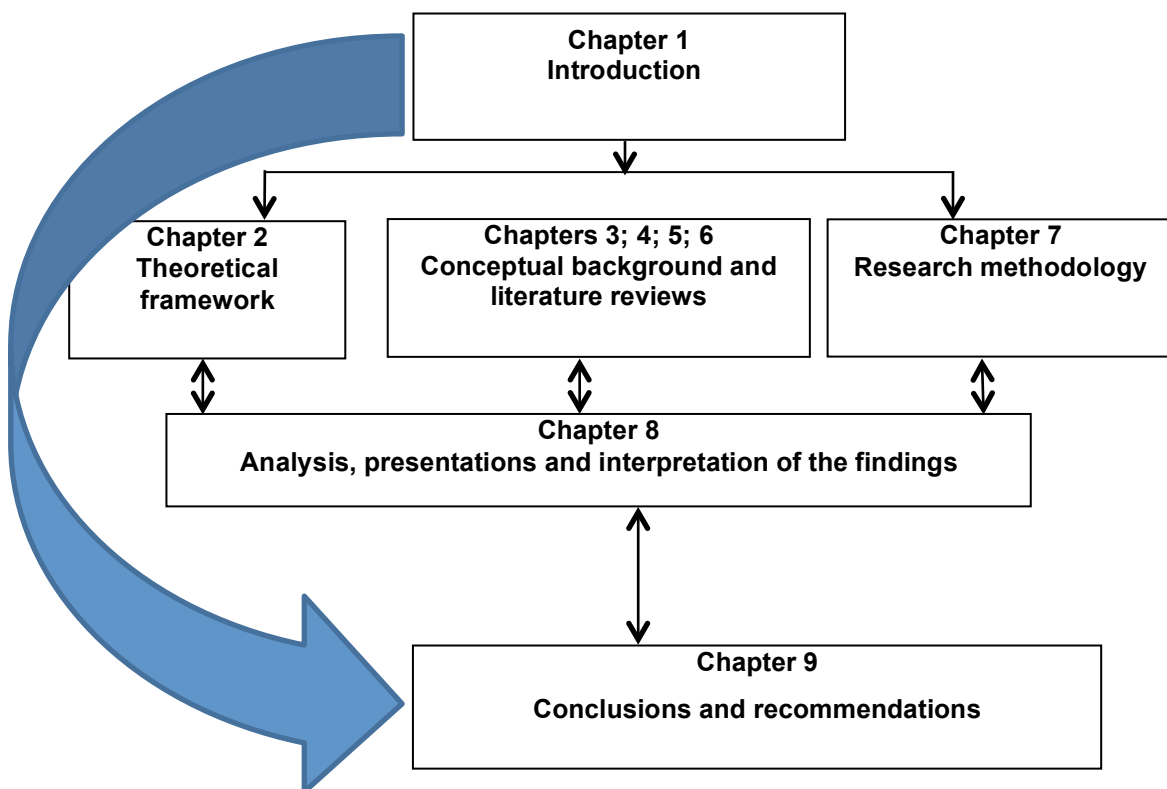 Chapter 1
Introduction
Chapter 2
Theoretical
framework
Chapters 3; 4; 5; 6
Conceptual background and
literature reviews
Chapter 7
Research methodology
Chapter 8
Analysis, presentations and interpretation of the findings
Chapter 9
Conclusions and recommendations